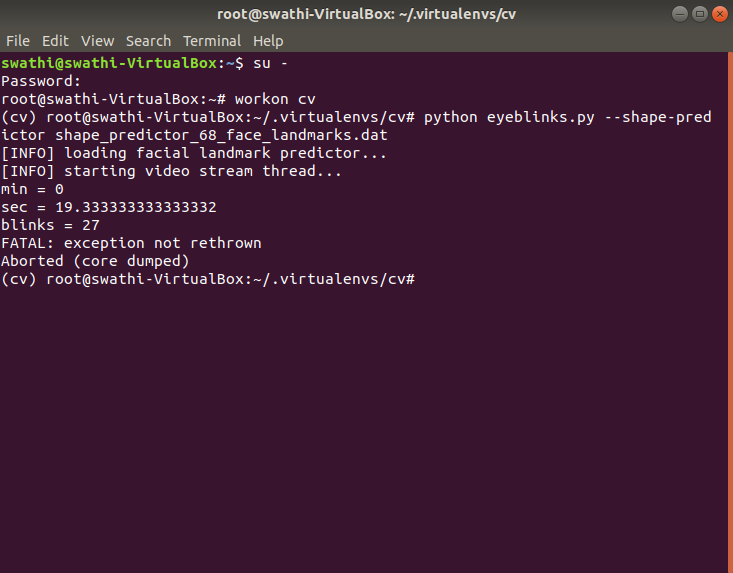 root@swathi-VirtualBox: ~/.virtualenvs/cv
File Edit View Search Terminal Help
swathi@swathi-VirtualBox:~$ su -
Password:
root@swathi-VirtualBox:~# workon cv
(cv) root@swathi-VirtualBox:~/.virtualenvs/cv# python eyeblinks.py --shape-pred
ictor shape_predictor_68_face_landmarks.dat
[INFO] loading facial landmark predictor...
[INFO] starting video stream thread...
min = 0
sec = 19.333333333333332
blinks = 27
FATAL: exception not rethrown
Aborted (core dumped)
(cv) root@swathi-VirtualBox:~/.virtualenvs/cv#